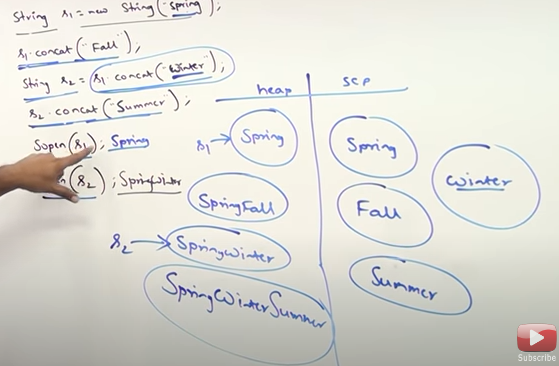 String s1 = new String("Spring");
s1.concat("Fall");
String s2 = s1.concat("Winter");
s2.concat("Summer");
Sopln(s1); Spring
(s2); SpringWinter
heap scp
s1 → Spring
Spring
Winter
SpringFall
Fall
s2 → SpringWinter
Summer
SpringWinterSummer
Subscribe